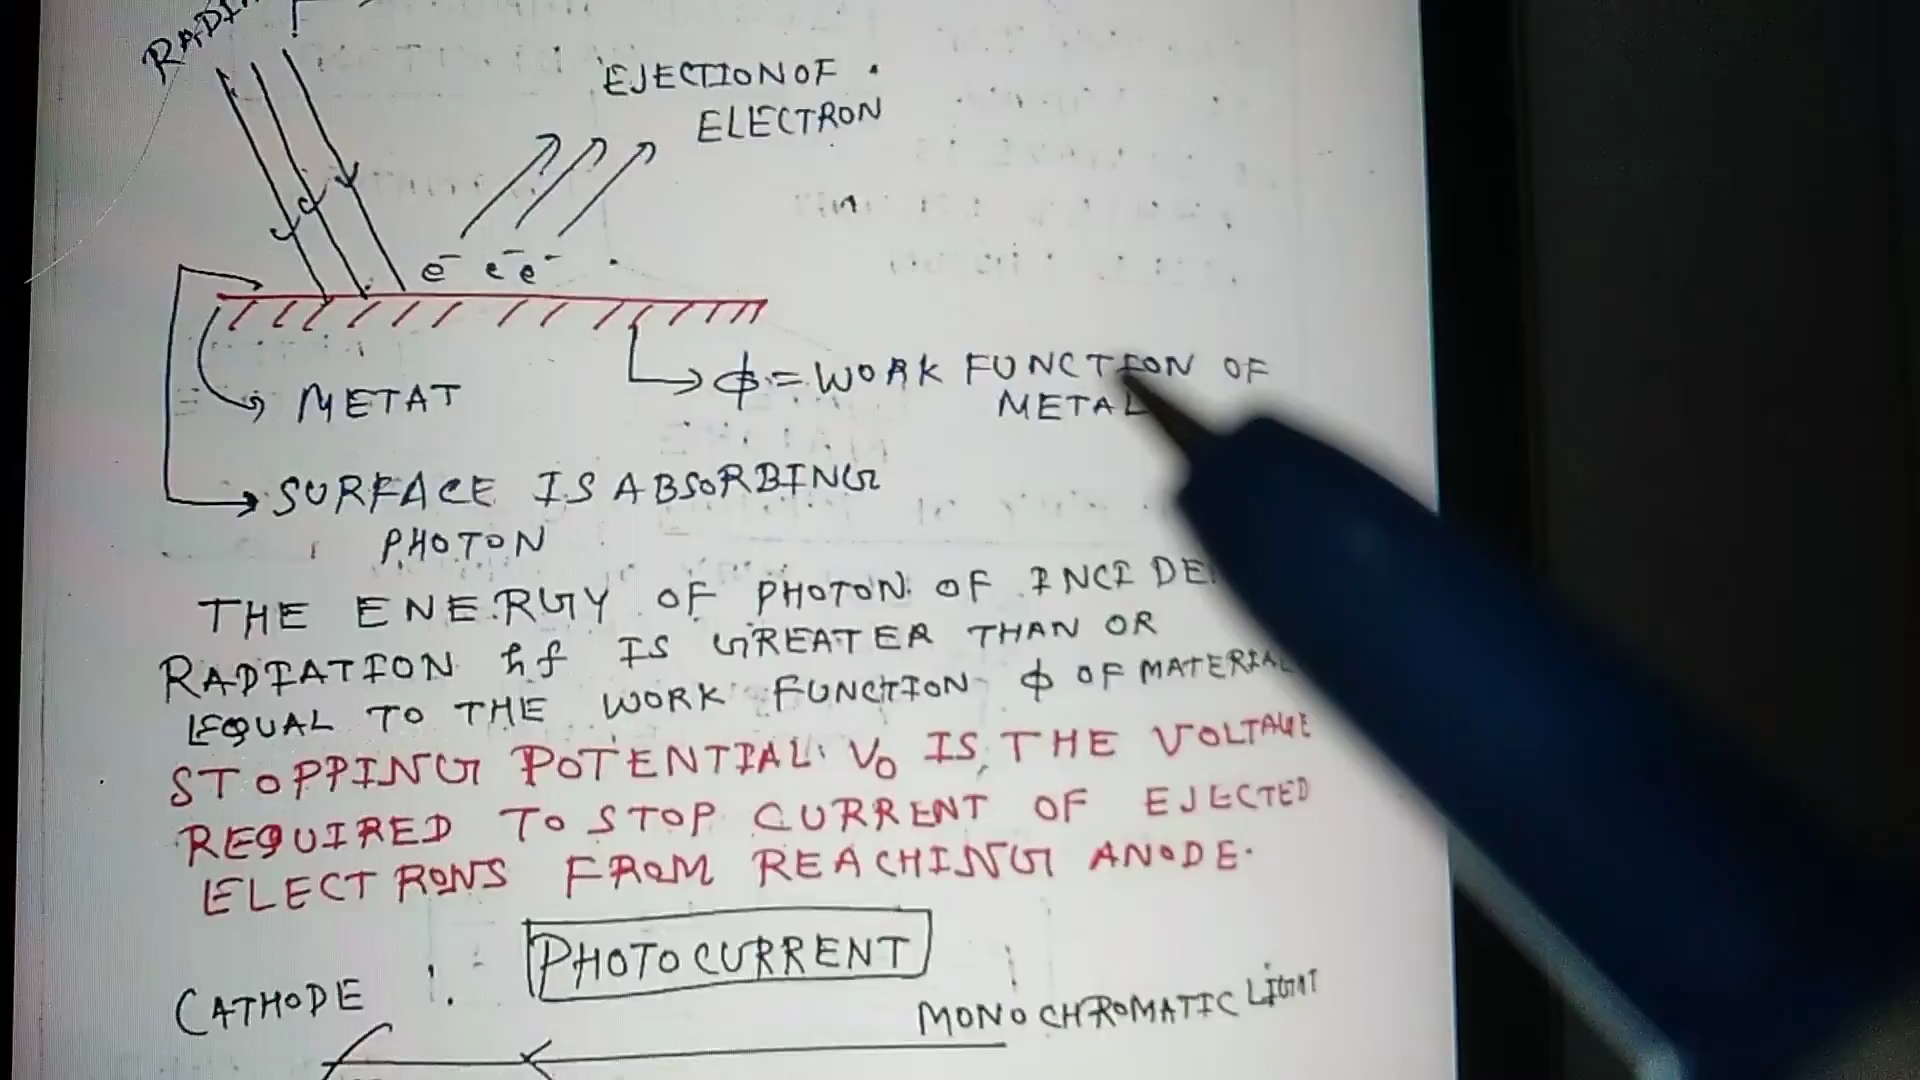 EJECTION OF
ELECTRON
e⁻ e⁻ e⁻
METAT
ϕ = WORK FUNCTION OF
METAL
SURFACE IS ABSORBING
PHOTON
THE ENERGY OF PHOTON OF
RADIATION hf IS GREATER THAN OR
EQUAL TO THE WORK FUNCTION ϕ OF MATERIAL
STOPPING POTENTIAL V₀ IS THE VOLTAGE
REQUIRED TO STOP CURRENT OF EJECTED
ELECTRONS FROM REACHING ANODE.
PHOTOCURRENT
CATHODE
MONOCHROMATIC LIGHT